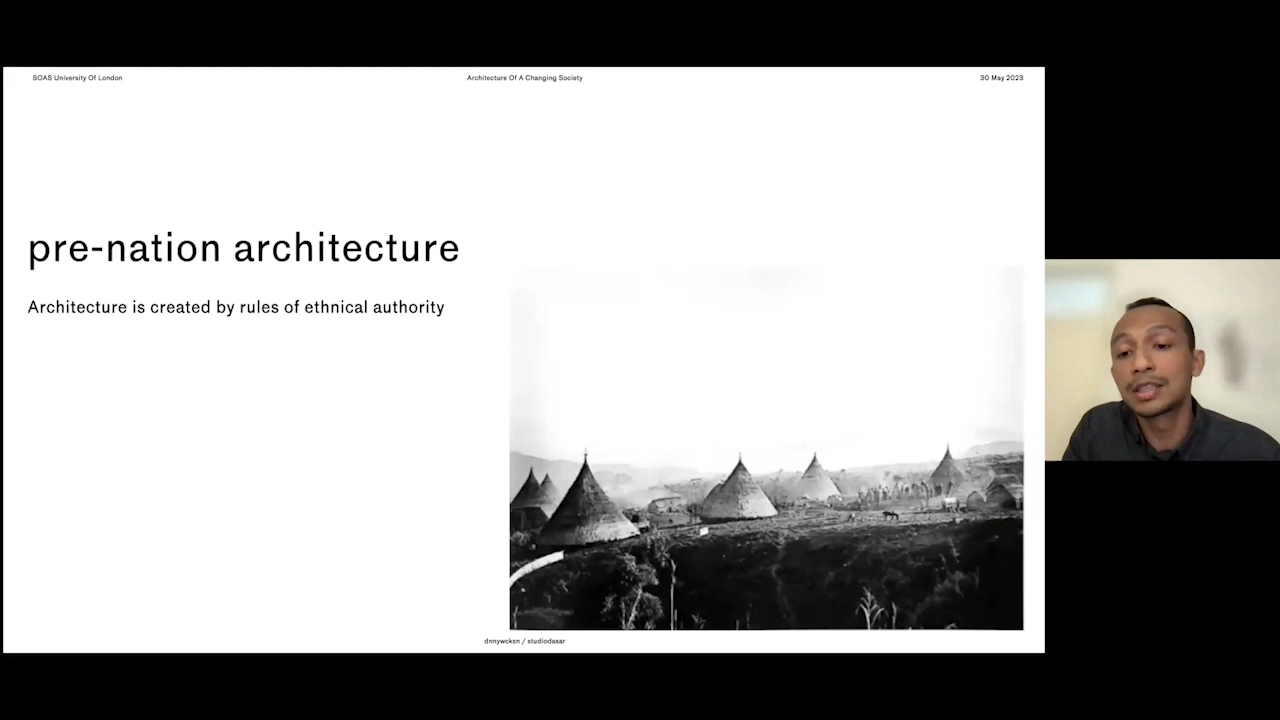 SOAS University Of London
Architecture Of A Changing Society
30 May 2023
pre-nation architecture
Architecture is created by rules of ethnical authority
dnnywcksn / studiodasar